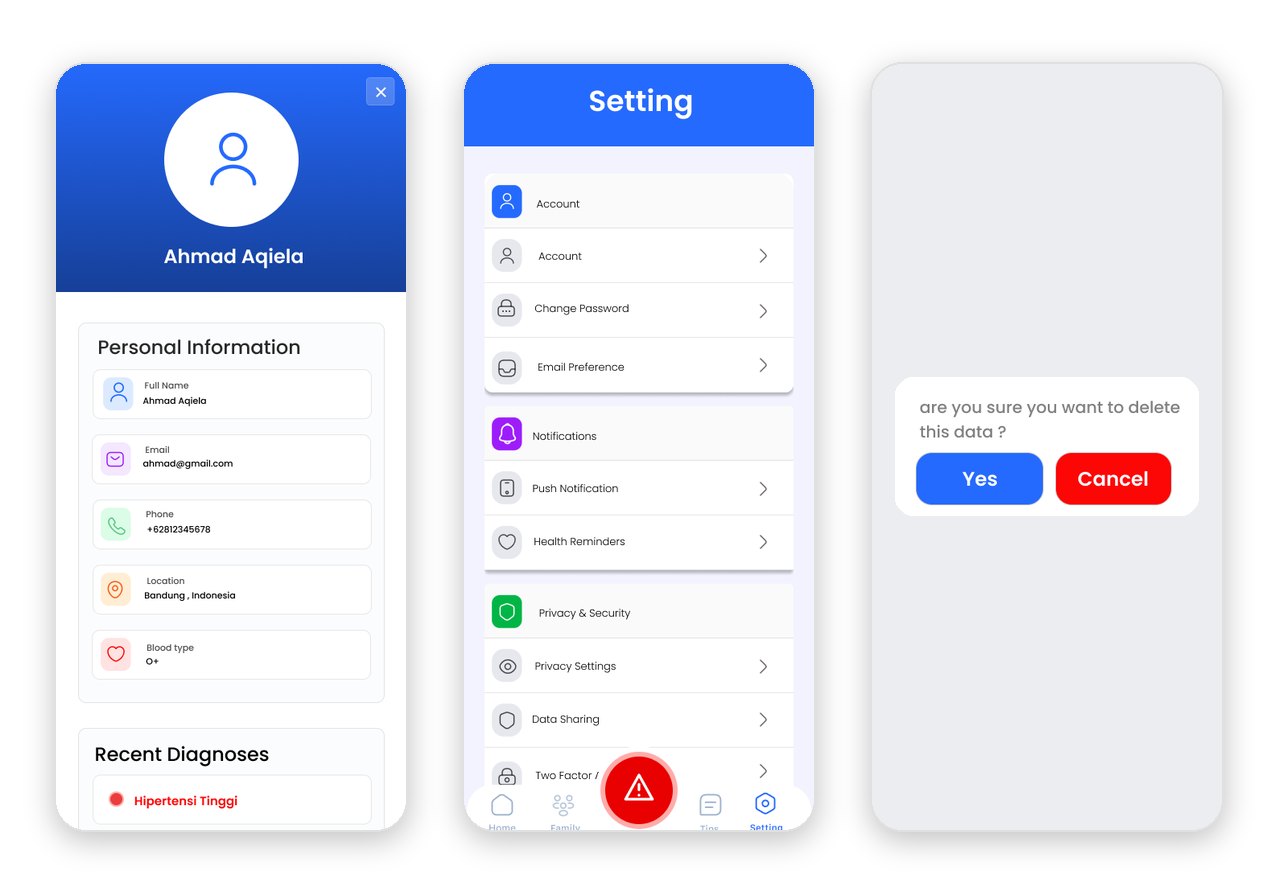 Ahmad Aqiela
Personal Information
Full Name
Ahmad Aqiela
Email
ahmad@gmail.com
Phone
+62812345678
Location
Bandung , Indonesia
Blood type
O+
Recent Diagnoses
Hipertensi Tinggi
Setting
Account
Account
Change Password
Email Preference
Notifications
Push Notification
Health Reminders
Privacy & Security
Privacy Settings
Data Sharing
Two Factor
Home
Family
Tips
Setting
are you sure you want to delete
this data ?
Yes
Cancel